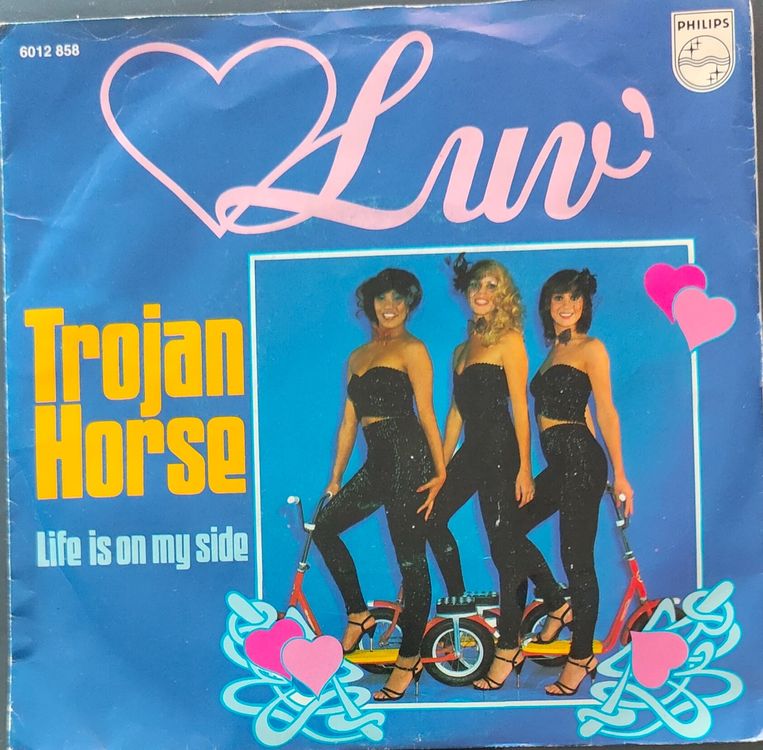 6012 858
PHILIPS
Luv'
Trojan
Horse
Life is on my side